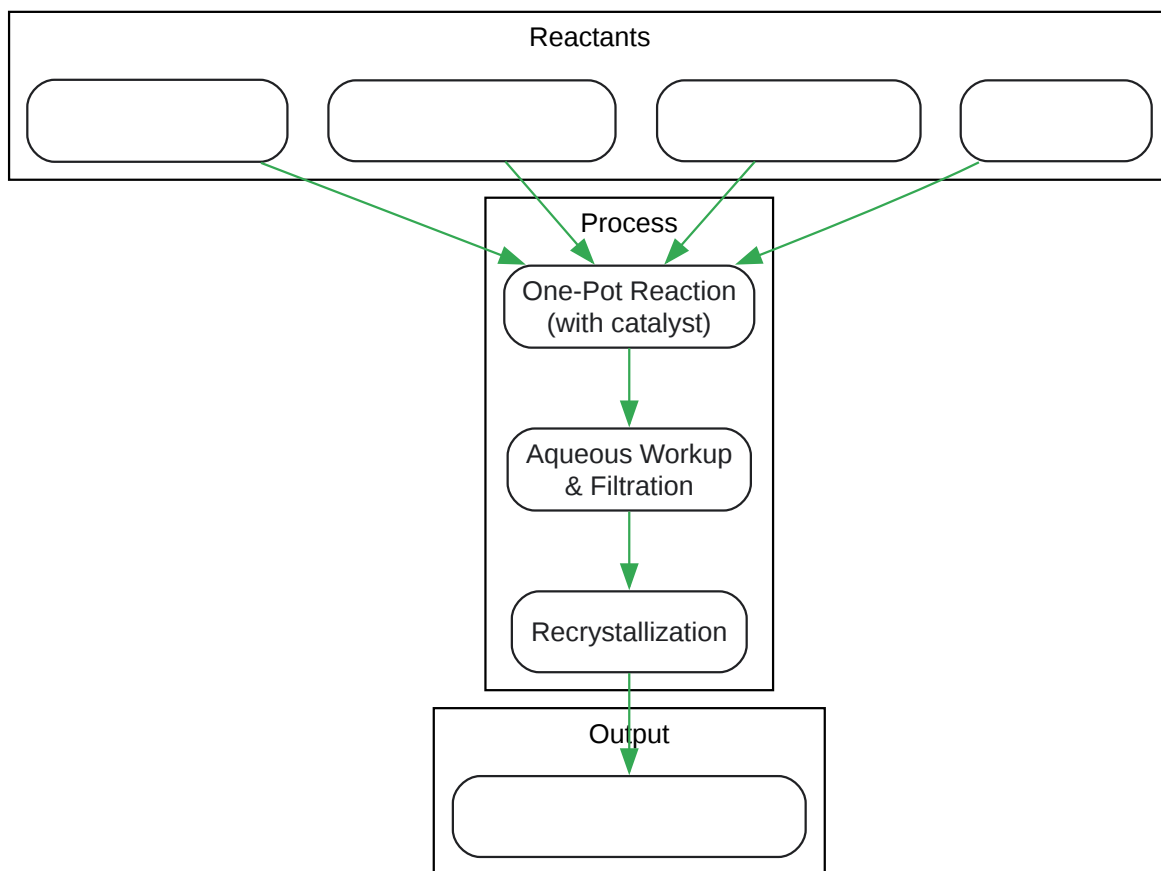 Reactants
Process
One-Pot Reaction
(with catalyst)
Aqueous Workup
& Filtration
Recrystallization
Output